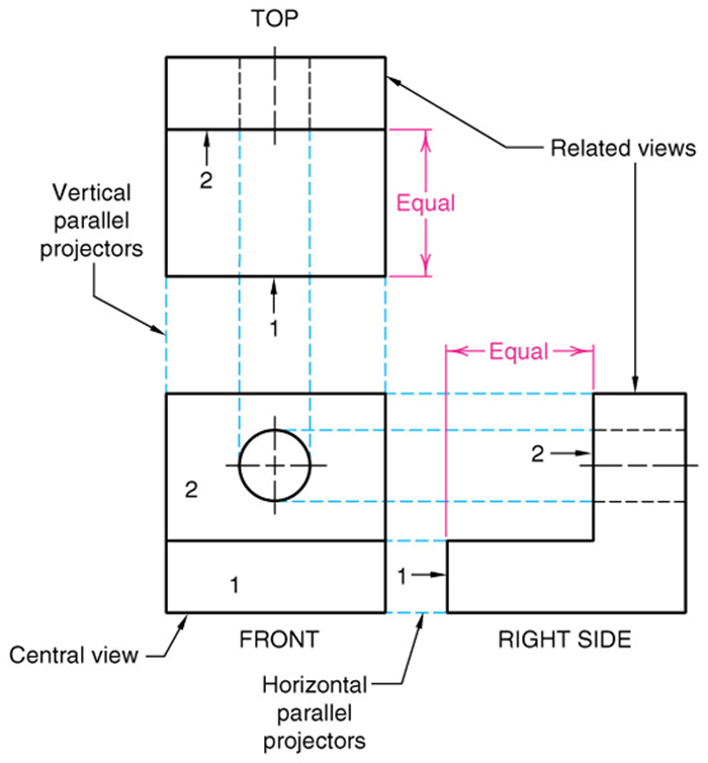 TOP
Related views
2
Equal
Vertical
parallel
projectors
1
Equal
2
2
1
1
FRONT
RIGHT SIDE
Central view
Horizontal
parallel
projectors